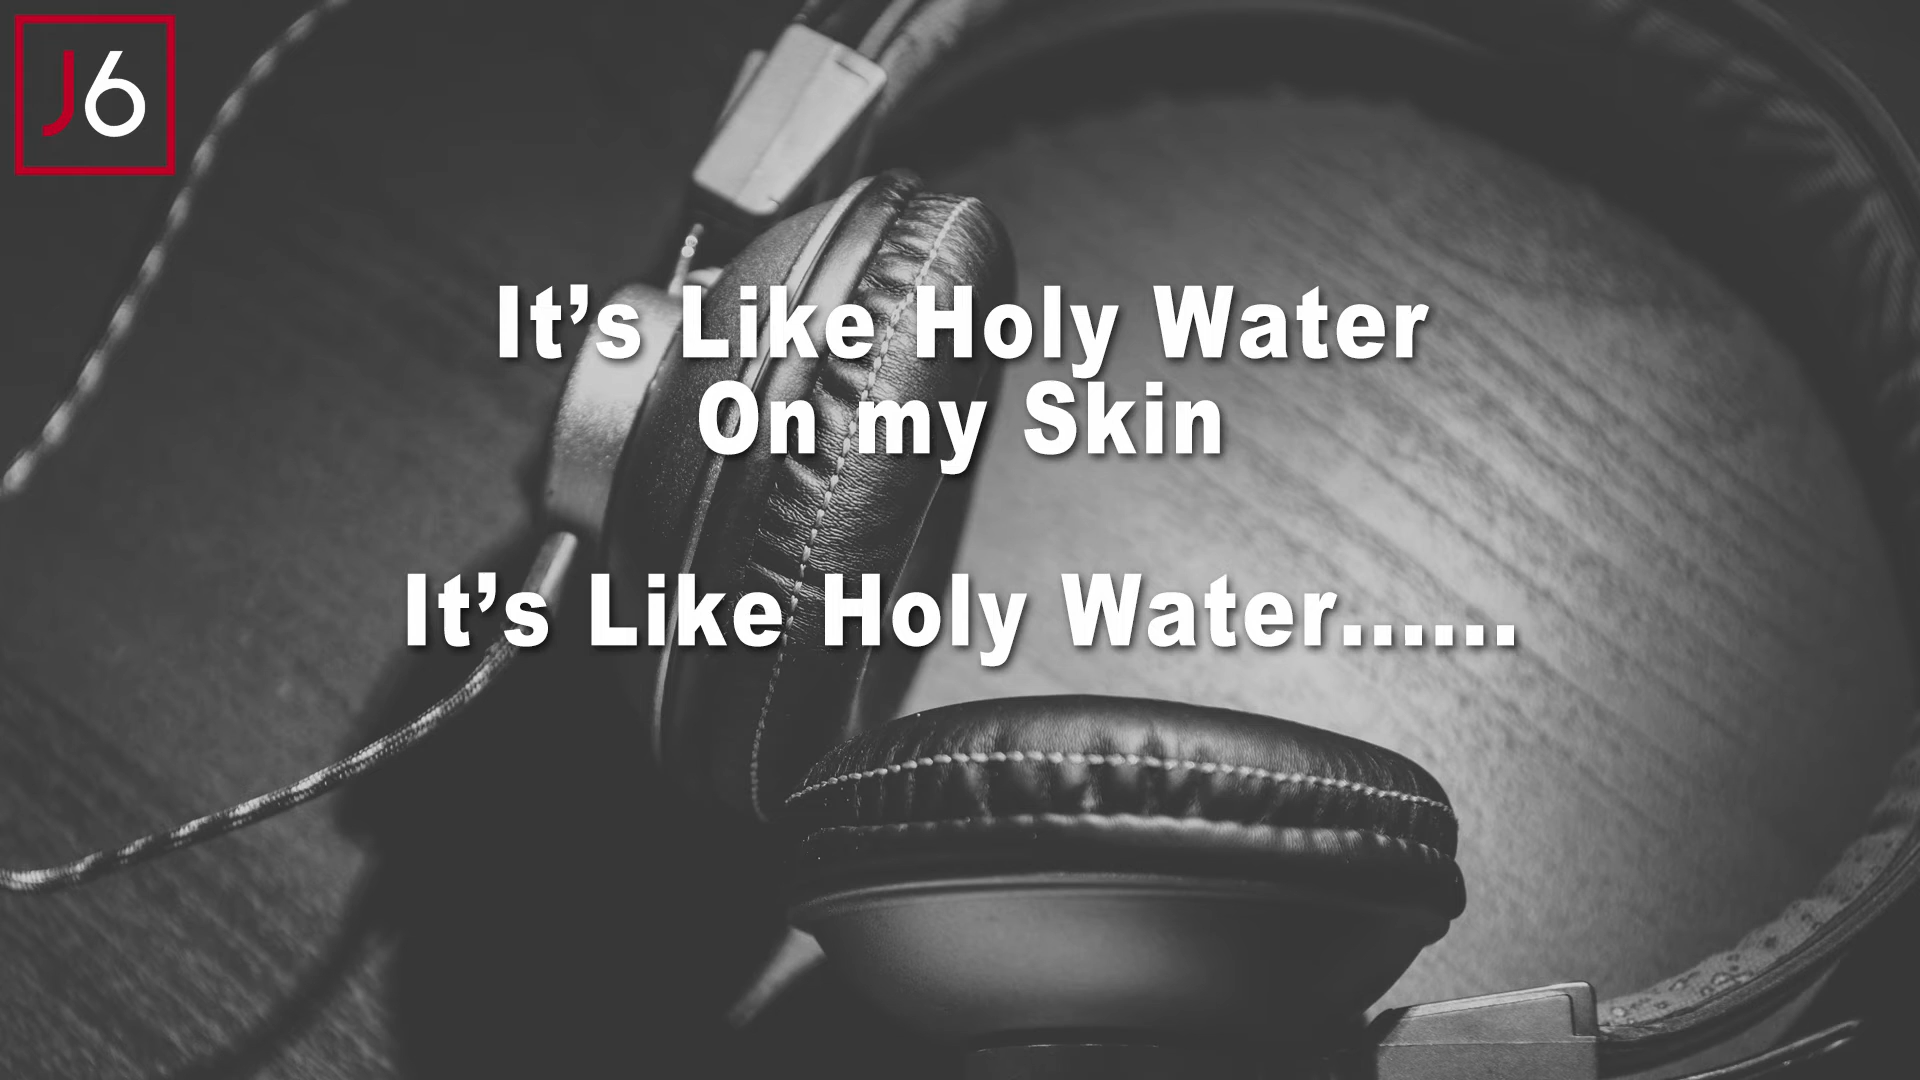 J6
It’s Like Holy Water
On my Skin
It’s Like Holy Water......